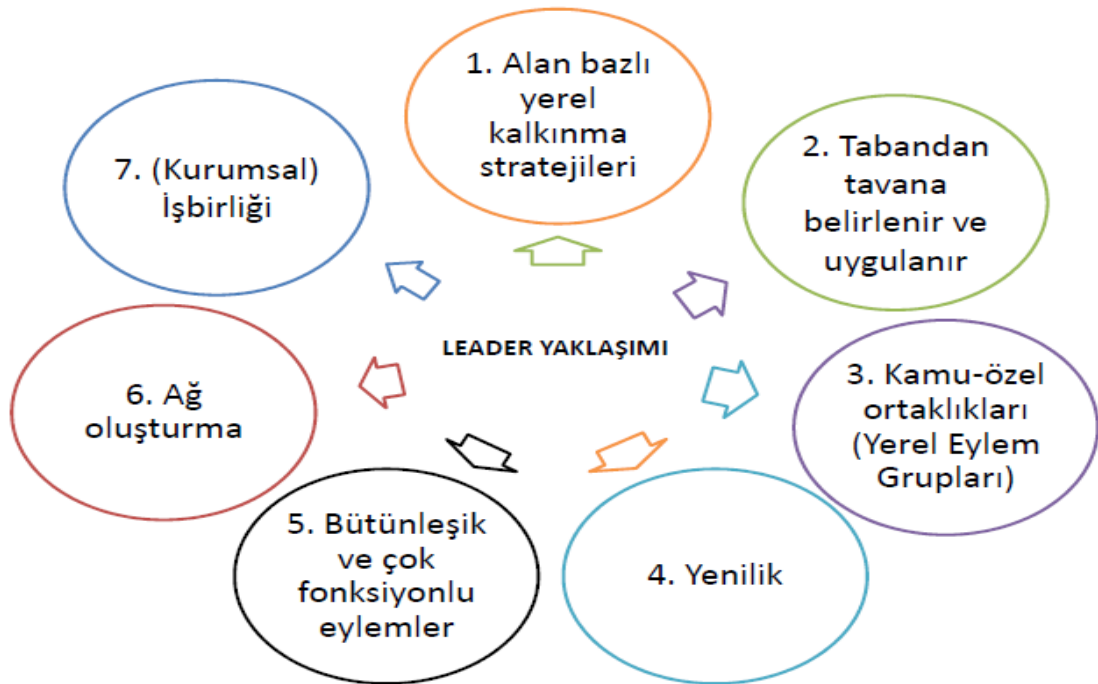 1. Alan bazlı
yerel
kalkınma
stratejileri
2. Tabandan
tavana
belirlenir ve
uygulanır
3. Kamu-özel
ortaklıkları
(Yerel Eylem
Grupları)
4. Yenilik
5. Bütünleşik
ve çok
fonksiyonlu
eylemler
6. Ağ
oluşturma
7. (Kurumsal)
İşbirliği
LEADER YAKLAŞIMI